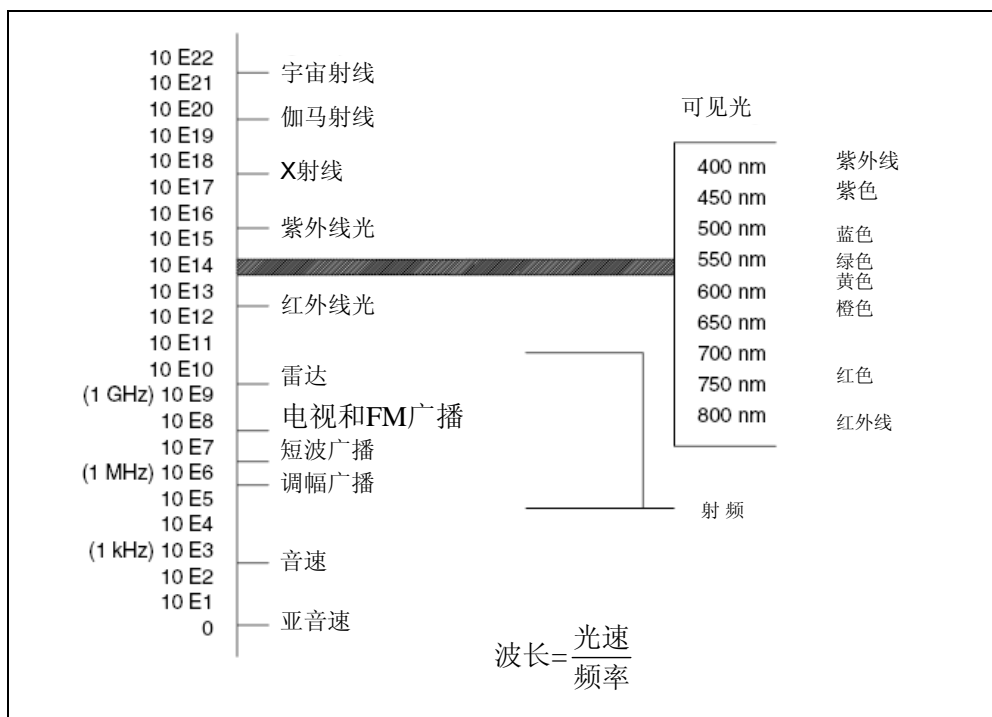 10 E22
10 E21
宇宙射线
10 E20
伽马射线
10 E19
10 E18
X射线
10 E17
10 E16
紫外线光
10 E15
10 E14
10 E13
红外线光
10 E12
10 E11
10 E10
雷达
(1 GHz) 10 E9
10 E8
电视和FM广播
10 E7
短波广播
(1 MHz) 10 E6
调幅广播
10 E5
10 E4
(1 kHz) 10 E3
音速
10 E2
10 E1
0
亚音速
可见光
400 nm
紫外线
450 nm
紫色
500 nm
蓝色
550 nm
绿色
黄色
600 nm
橙色
650 nm
700 nm
750 nm
红色
800 nm
红外线
射 频
波长=光速
频率